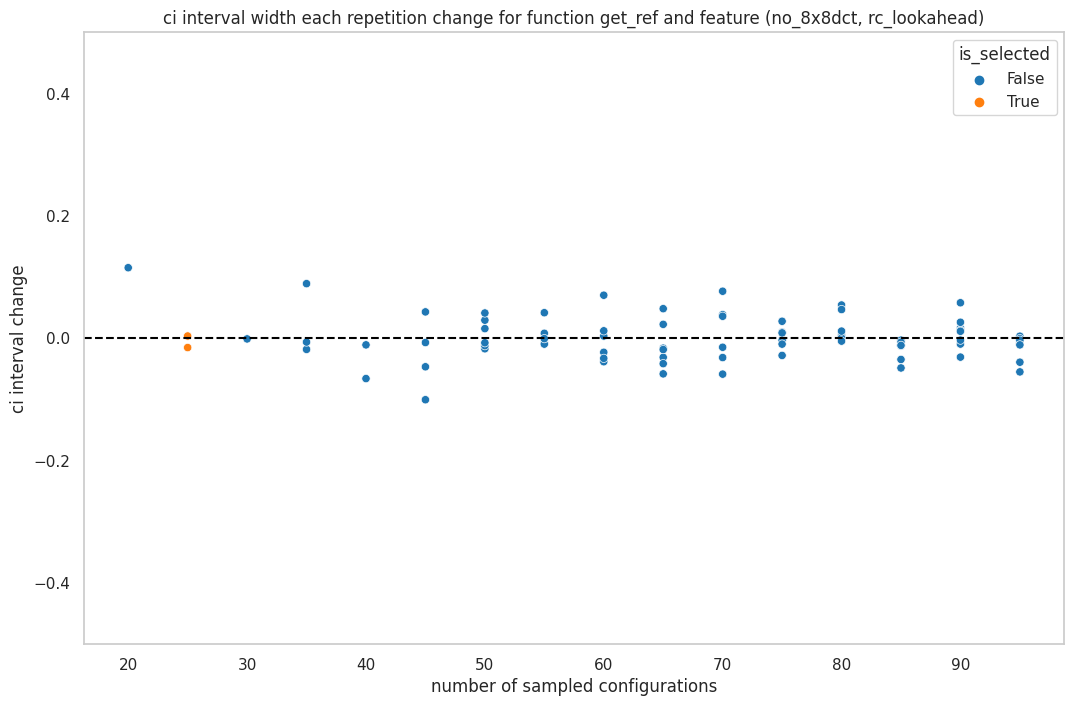 ci interval width each repetition change for function get_ref and feature (no_8x8dct, rc_lookahead)
is_selected
False
True
ci interval change
0.4
0.2
0.0
−0.2
−0.4
20 30 40 50 60 70 80 90
number of sampled configurations